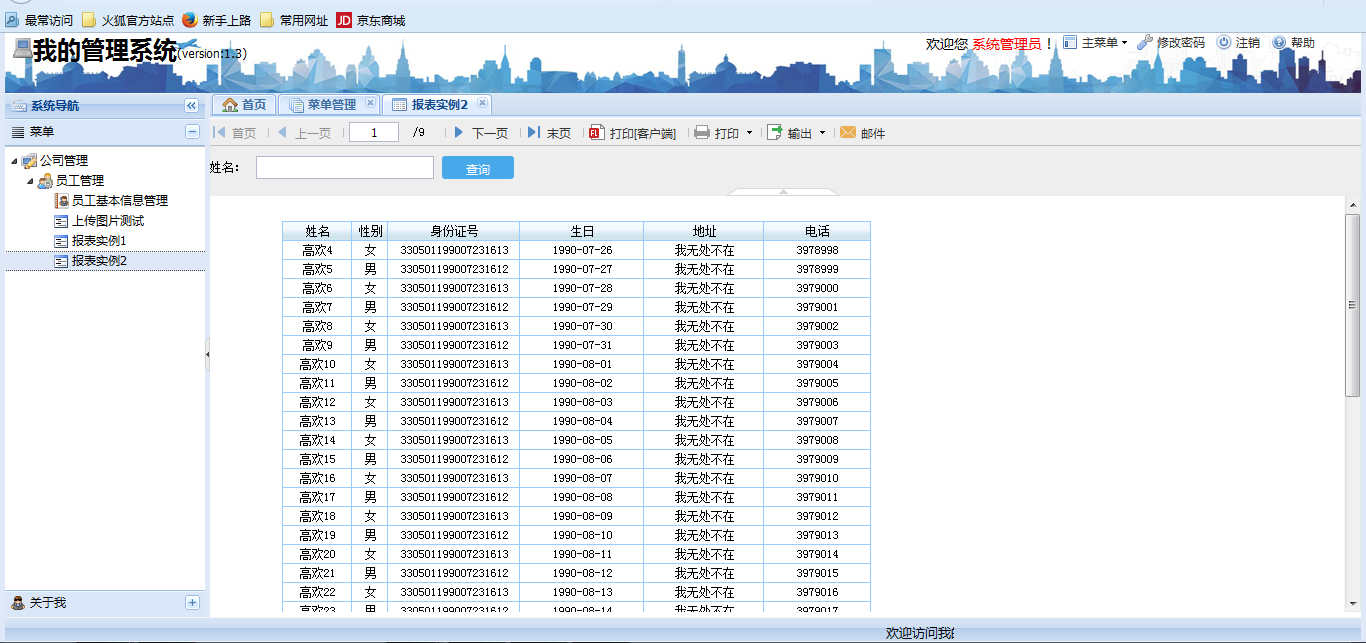 最常访问 火狐官方站点 新手上路 常用网址 JD 京东商城
我的管理系统(version:1.3) 欢迎您 系统管理员 ! 主菜单 修改密码 注销 帮助
系统导航 首页 菜单管理 报表实例2
菜单 首页 上一页 1 /9 下一页 末页 打印[客户端] 打印 输出 邮件
公司管理
员工管理
员工基本信息管理
上传图片测试
报表实例1
报表实例2
关于我
姓名: 查询
姓名 性别 身份证号 生日 地址 电话
高欢4 女 330501199007231613 1990-07-26 我无处不在 3978998
高欢5 男 330501199007231612 1990-07-27 我无处不在 3978999
高欢6 女 330501199007231613 1990-07-28 我无处不在 3979000
高欢7 男 330501199007231612 1990-07-29 我无处不在 3979001
高欢8 女 330501199007231613 1990-07-30 我无处不在 3979002
高欢9 男 330501199007231612 1990-07-31 我无处不在 3979003
高欢10 女 330501199007231613 1990-08-01 我无处不在 3979004
高欢11 男 330501199007231612 1990-08-02 我无处不在 3979005
高欢12 女 330501199007231613 1990-08-03 我无处不在 3979006
高欢13 男 330501199007231612 1990-08-04 我无处不在 3979007
高欢14 女 330501199007231613 1990-08-05 我无处不在 3979008
高欢15 男 330501199007231612 1990-08-06 我无处不在 3979009
高欢16 女 330501199007231613 1990-08-07 我无处不在 3979010
高欢17 男 330501199007231612 1990-08-08 我无处不在 3979011
高欢18 女 330501199007231613 1990-08-09 我无处不在 3979012
高欢19 男 330501199007231612 1990-08-10 我无处不在 3979013
高欢20 女 330501199007231613 1990-08-11 我无处不在 3979014
高欢21 男 330501199007231612 1990-08-12 我无处不在 3979015
高欢22 女 330501199007231613 1990-08-13 我无处不在 3979016
高欢23 男 330501199007231612 1990-08-14 我无处不在 3979017
欢迎访问我